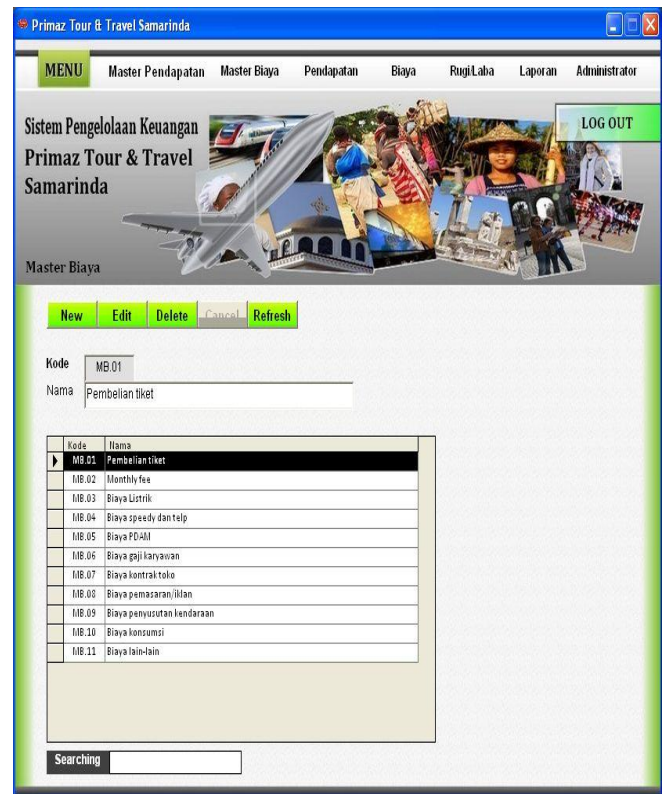 Primaz Tour & Travel Samarinda
MENU Master Pendapatan Master Biaya Pendapatan Biaya Rugi/Laba Laporan Administrator
LOG OUT
Sistem Pengelolaan Keuangan
Primaz Tour & Travel
Samarinda
Master Biaya
New Edit Delete Cancel Refresh
Kode MB.01
Nama Pembelian tiket
Kode Nama
MB.01 Pembelian tiket
MB.02 Monthly fee
MB.03 Biaya Listrik
MB.04 Biaya speedy dan telp
MB.05 Biaya PDAM
MB.06 Biaya gaji karyawan
MB.07 Biaya kontrak toko
MB.08 Biaya pemasaran/iklan
MB.09 Biaya penyusutan kendaraan
MB.10 Biaya konsumsi
MB.11 Biaya lain-lain
Searching